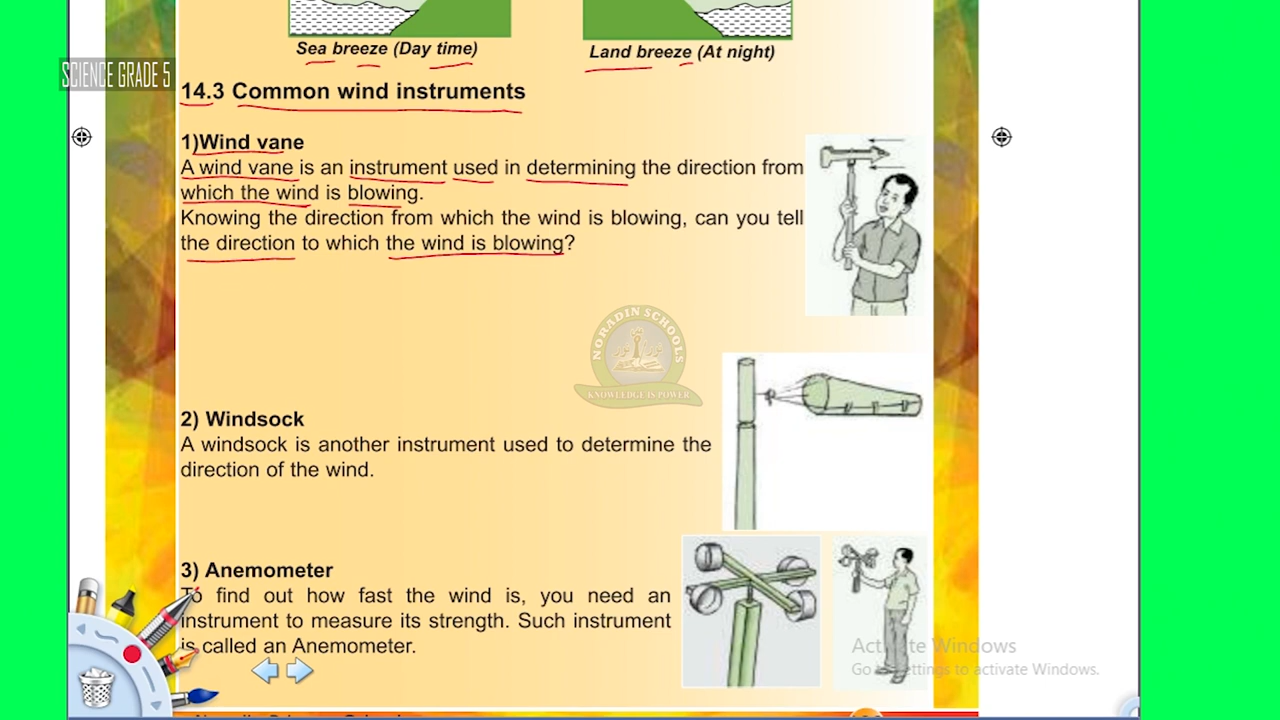 Sea breeze (Day time)
Land breeze (At night)
SCIENCE GRADE 5
14.3 Common wind instruments
1)Wind vane
A wind vane is an instrument used in determining the direction from
which the wind is blowing.
Knowing the direction from which the wind is blowing, can you tell
the direction to which the wind is blowing?
NORADIN SCHOOLS
KNOWLEDGE IS POWER
2) Windsock
A windsock is another instrument used to determine the
direction of the wind.
3) Anemometer
To find out how fast the wind is, you need an
instrument to measure its strength. Such instrument
is called an Anemometer.
Activate Windows
Go to Settings to activate Windows.